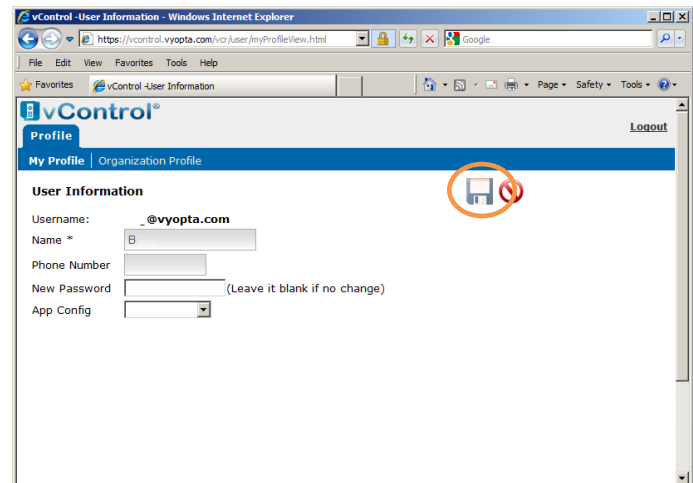 vControl -User Information - Windows Internet Explorer
https://vcontrol.vyopta.com/vcr/user/myProfileView.html
Google
File Edit View Favorites Tools Help
Favorites vControl -User Information Page Safety Tools
vControl®
Logout
Profile
My Profile Organization Profile
User Information
Username: _@vyopta.com
Name * B
Phone Number
New Password (Leave it blank if no change)
App Config